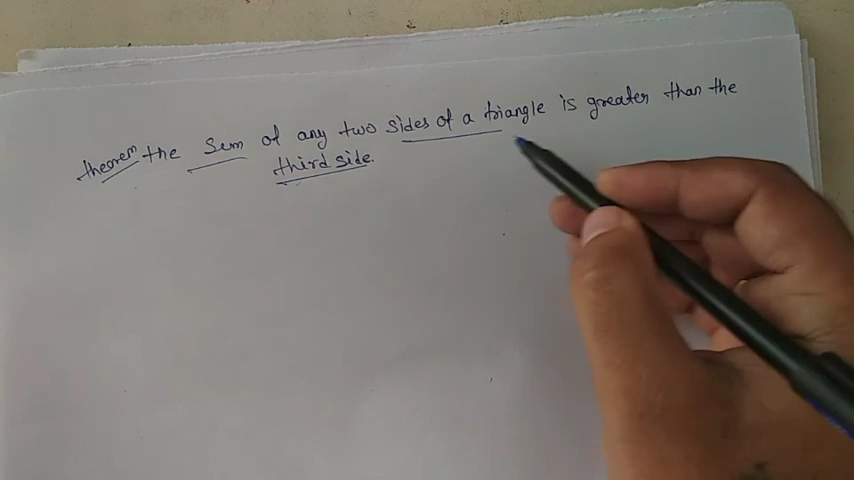 theorem the sum of any two sides of a triangle is greater than the
third side.